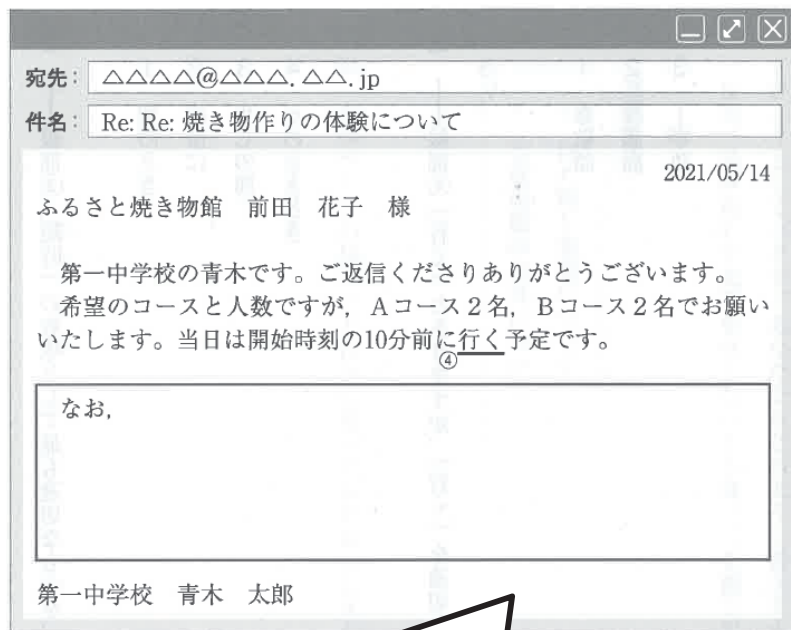 宛先: △△△△@△△△.△△.jp
件名: Re: Re: 焼き物作りの体験について
2021/05/14
ふるさと焼き物館 前田 花子 様
第一中学校の青木です。ご返信くださりありがとうございます。
希望のコースと人数ですが，Aコース2名，Bコース2名でお願い
いたします。当日は開始時刻の10分前に行く予定です。
④
なお，
第一中学校 青木 太郎